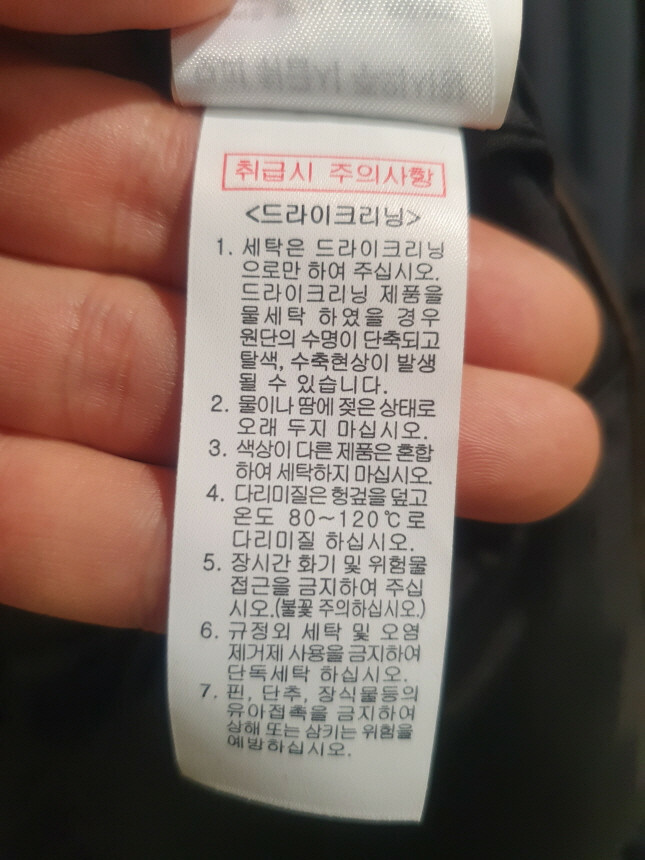 취급시 주의사항
<드라이크리닝>
1. 세탁은 드라이크리닝
으로만 하여 주십시오.
드라이크리닝 제품을
물세탁 하였을 경우
원단의 수명이 단축되고
탈색, 수축현상이 발생
될 수 있습니다.
2. 물이나 땀에 젖은 상태로
오래 두지 마십시오.
3. 색상이 다른 제품은 혼합
하여 세탁하지 마십시오.
4. 다리미질은 헝겊을 덮고
온도 80~120℃로
다리미질 하십시오.
5. 장시간 화기 및 위험물
접근을 금지하여 주십
시오.(불꽃 주의하십시오.)
6. 규정외 세탁 및 오염
제거제 사용을 금지하여
단독세탁 하십시오.
7. 핀, 단추, 장식물등의
유아접촉을 금지하여
상해 또는 삼키는 위험을
예방하십시오.